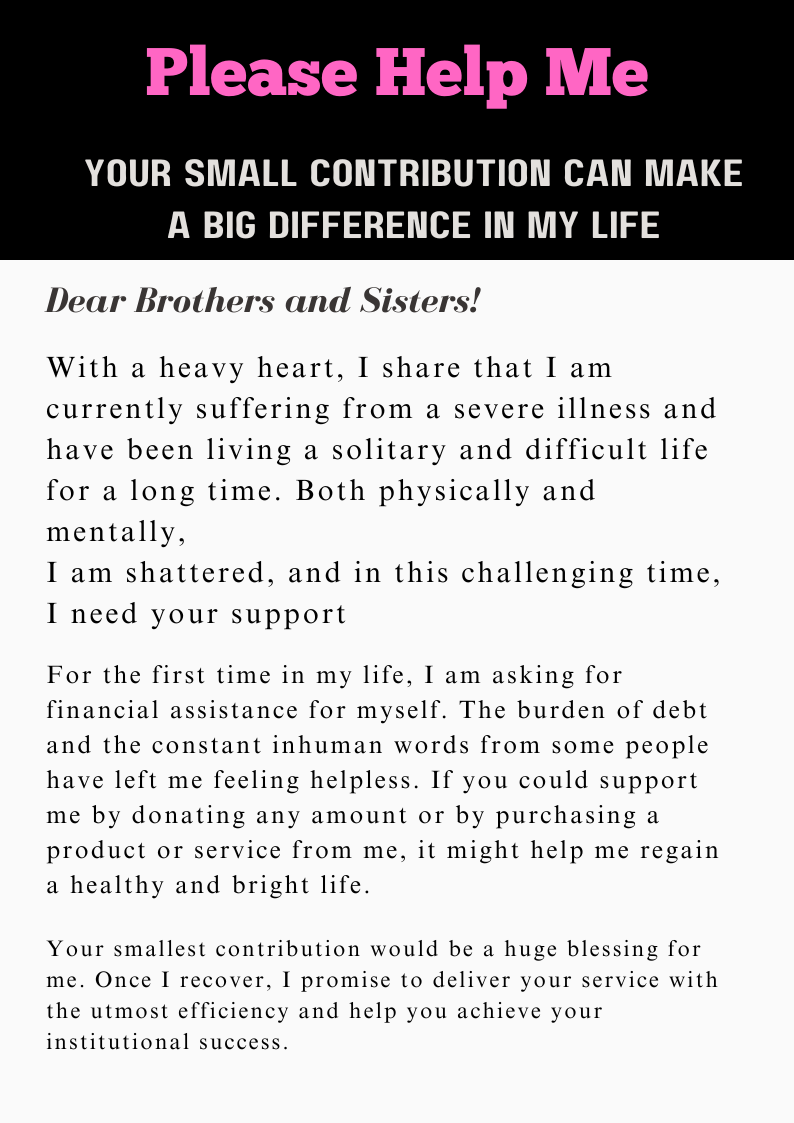 Please Help Me
YOUR SMALL CONTRIBUTION CAN MAKE
A BIG DIFFERENCE IN MY LIFE
Dear Brothers and Sisters!
With a heavy heart, I share that I am
currently suffering from a severe illness and
have been living a solitary and difficult life
for a long time. Both physically and
mentally,
I am shattered, and in this challenging time,
I need your support
For the first time in my life, I am asking for
financial assistance for myself. The burden of debt
and the constant inhuman words from some people
have left me feeling helpless. If you could support
me by donating any amount or by purchasing a
product or service from me, it might help me regain
a healthy and bright life.
Your smallest contribution would be a huge blessing for
me. Once I recover, I promise to deliver your service with
the utmost efficiency and help you achieve your
institutional success.